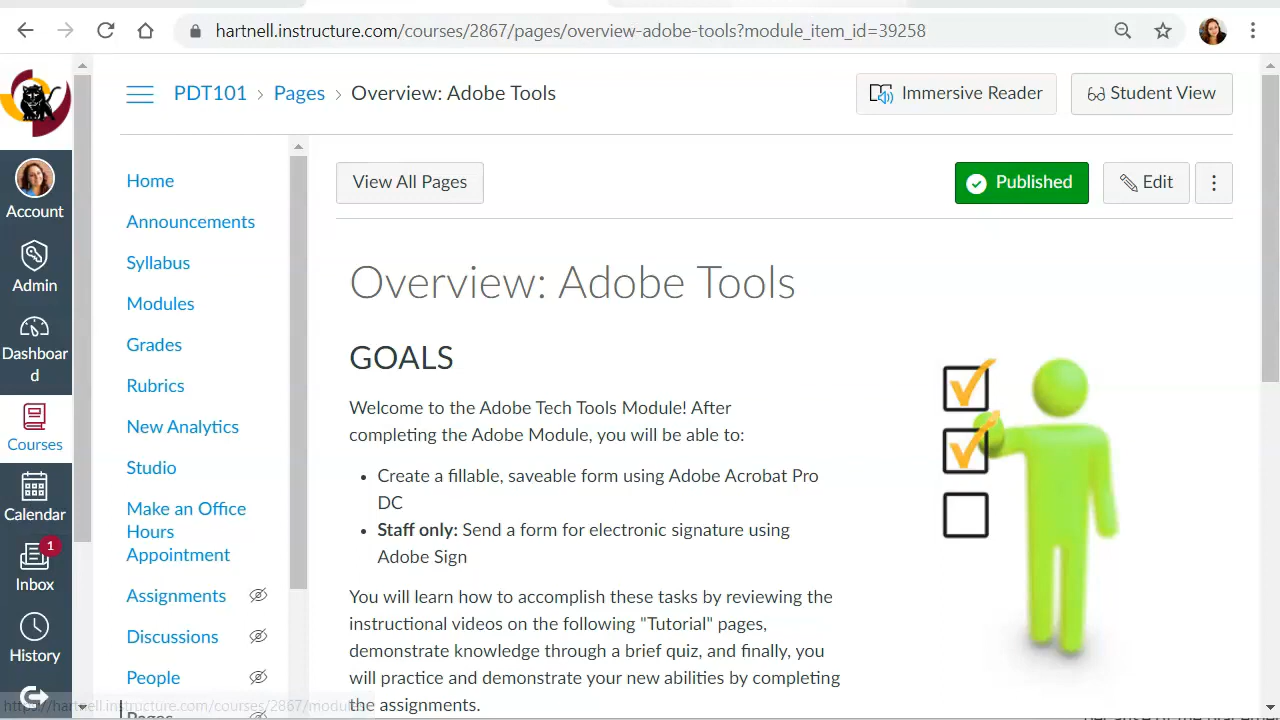 hartnell.instructure.com/courses/2867/pages/overview-adobe-tools?module_item_id=39258
PDT101 › Pages › Overview: Adobe Tools
Immersive Reader
Student View
Account
Admin
Dashboar
d
Courses
Calendar
1
Inbox
History
Home
Announcements
Syllabus
Modules
Grades
Rubrics
New Analytics
Studio
Make an Office
Hours
Appointment
Assignments
Discussions
People
Pages
View All Pages
Published
Edit
Overview: Adobe Tools
GOALS
Welcome to the Adobe Tech Tools Module! After
completing the Adobe Module, you will be able to:
• Create a fillable, saveable form using Adobe Acrobat Pro
DC
• Staff only: Send a form for electronic signature using
Adobe Sign
You will learn how to accomplish these tasks by reviewing the
instructional videos on the following "Tutorial" pages,
demonstrate knowledge through a brief quiz, and finally, you
will practice and demonstrate your new abilities by completing
the assignments.